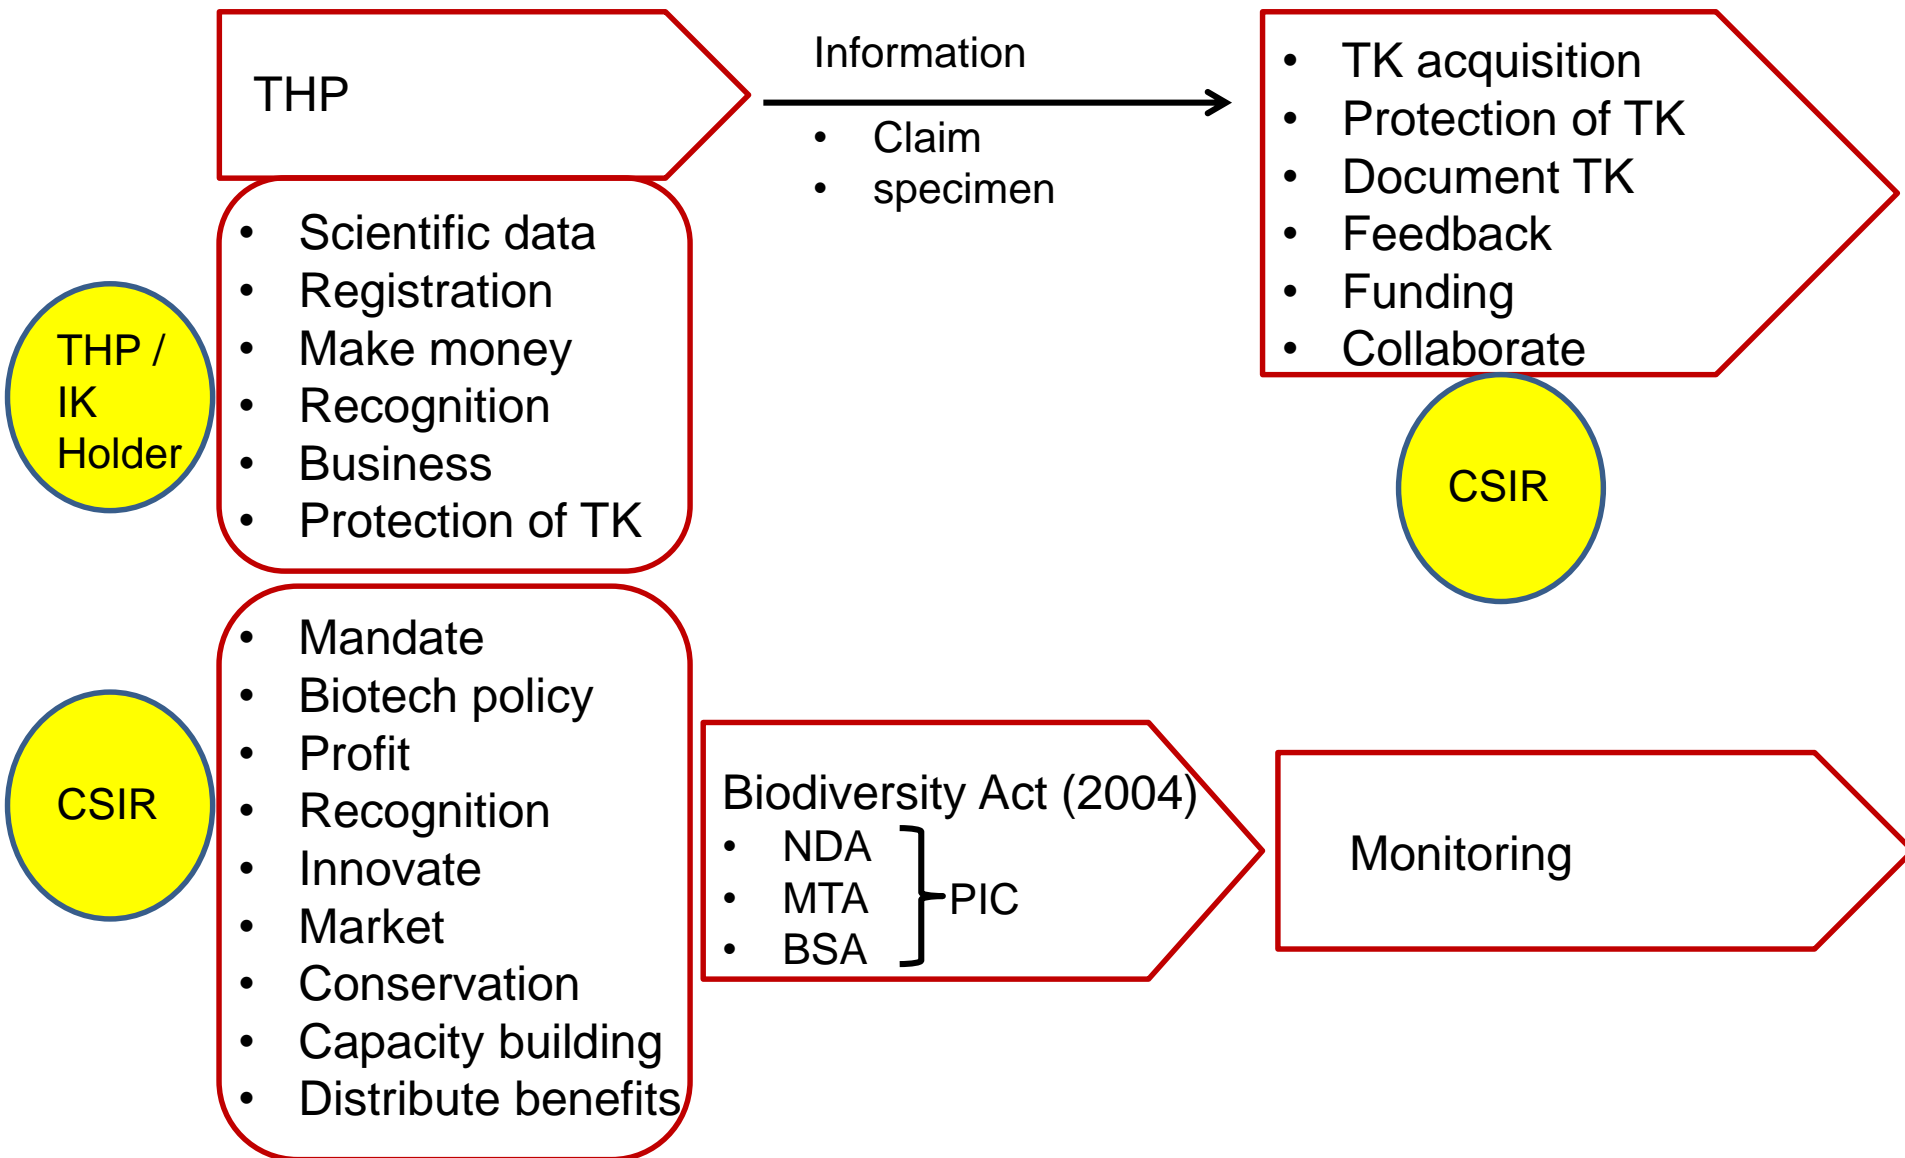 THP
Information
• Claim
• specimen
• TK acquisition
• Protection of TK
• Document TK
• Feedback
• Funding
• Collaborate
THP /
IK
Holder
• Scientific data
• Registration
• Make money
• Recognition
• Business
• Protection of TK
CSIR
CSIR
• Mandate
• Biotech policy
• Profit
• Recognition
• Innovate
• Market
• Conservation
• Capacity building
• Distribute benefits
Biodiversity Act (2004)
• NDA
• MTA
• BSA
PIC
Monitoring